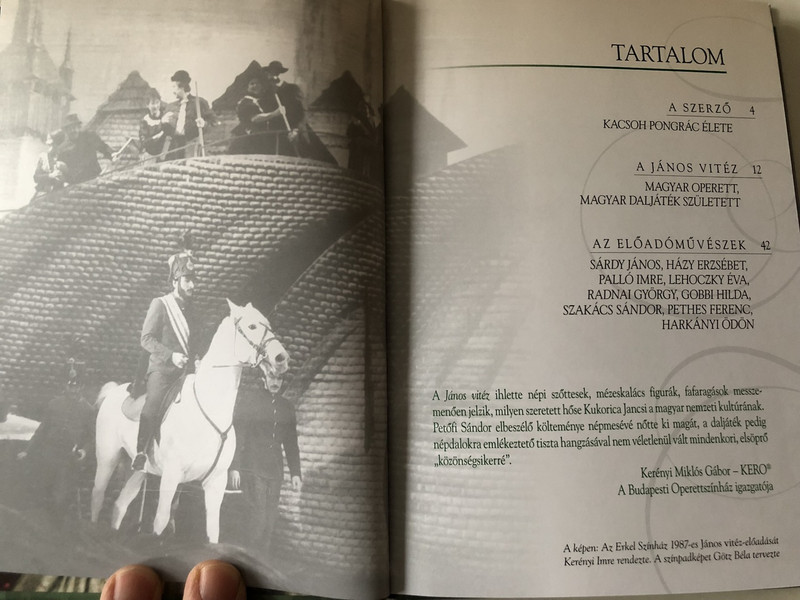 TARTALOM
A SZERZŐ 4
KACSOH PONGRÁC ÉLETE
A JÁNOS VITÉZ 12
MAGYAR OPERETT,
MAGYAR DALJÁTÉK SZÜLETETT
AZ ELŐADÓMŰVÉSZEK 42
SÁRDY JÁNOS, HÁZY ERZSÉBET,
PALLÓ IMRE, LEHOCZKY ÉVA,
RADNAI GYÖRGY, GOBBI HILDA,
SZAKÁCS SÁNDOR, PETHES FERENC,
HARKÁNYI ÖDÖN
A János vitéz ihlette népi szőttesek, mézeskalács figurák, fafaragások messze-
menően jelzik, milyen szeretett hőse Kukorica Jancsi a magyar nemzeti kultúrának.
Petőfi Sándor elbeszélő költeménye népmesévé nőtte ki magát, a daljáték pedig
népdalokra emlékeztető tiszta hangzásával nem véletlenül vált mindenkori, elsöprő
„közönségsikerré".
Kerényi Miklós Gábor – KERO®
A Budapesti Operettszínház igazgatója
A képen: Az Erkel Színház 1987-es János vitéz-előadását
Kerényi Imre rendezte. A színpadképet Götz Béla tervezte